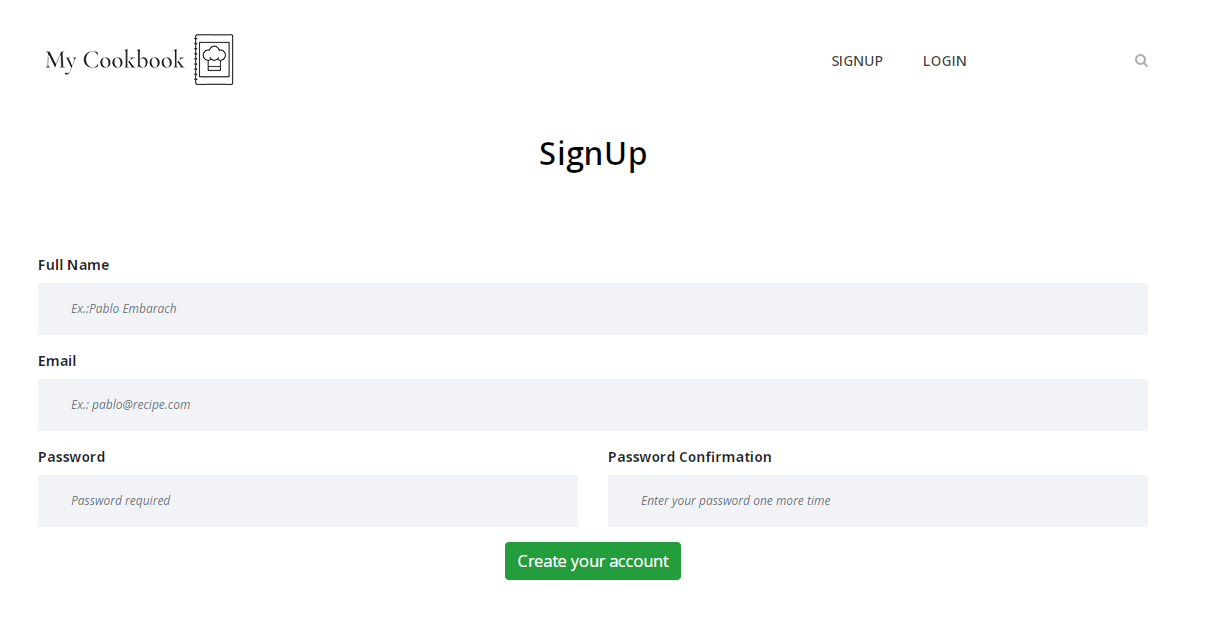 My Cookbook
SIGNUP LOGIN
SignUp
Full Name
Ex.:Pablo Embarach
Email
Ex.: pablo@recipe.com
Password Password Confirmation
Password required Enter your password one more time
Create your account